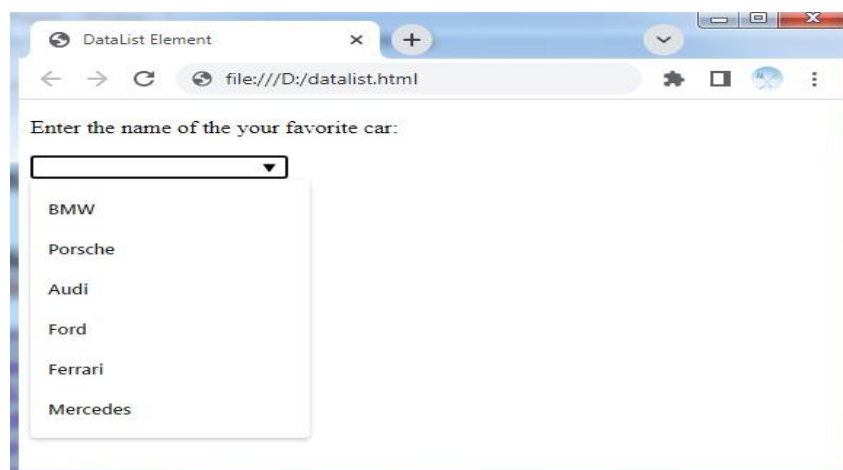 DataList Element
file:///D:/datalist.html
Enter the name of the your favorite car:
BMW
Porsche
Audi
Ford
Ferrari
Mercedes